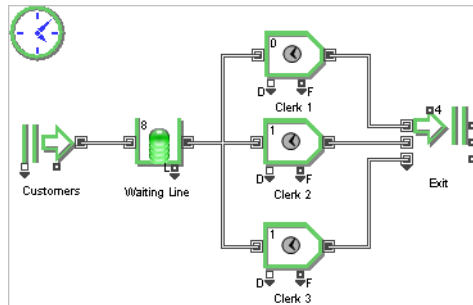 0
D F
Clerk 1
8
L
1
D F
4
Customers
Waiting Line
Clerk 2
Exit
1
D F
Clerk 3